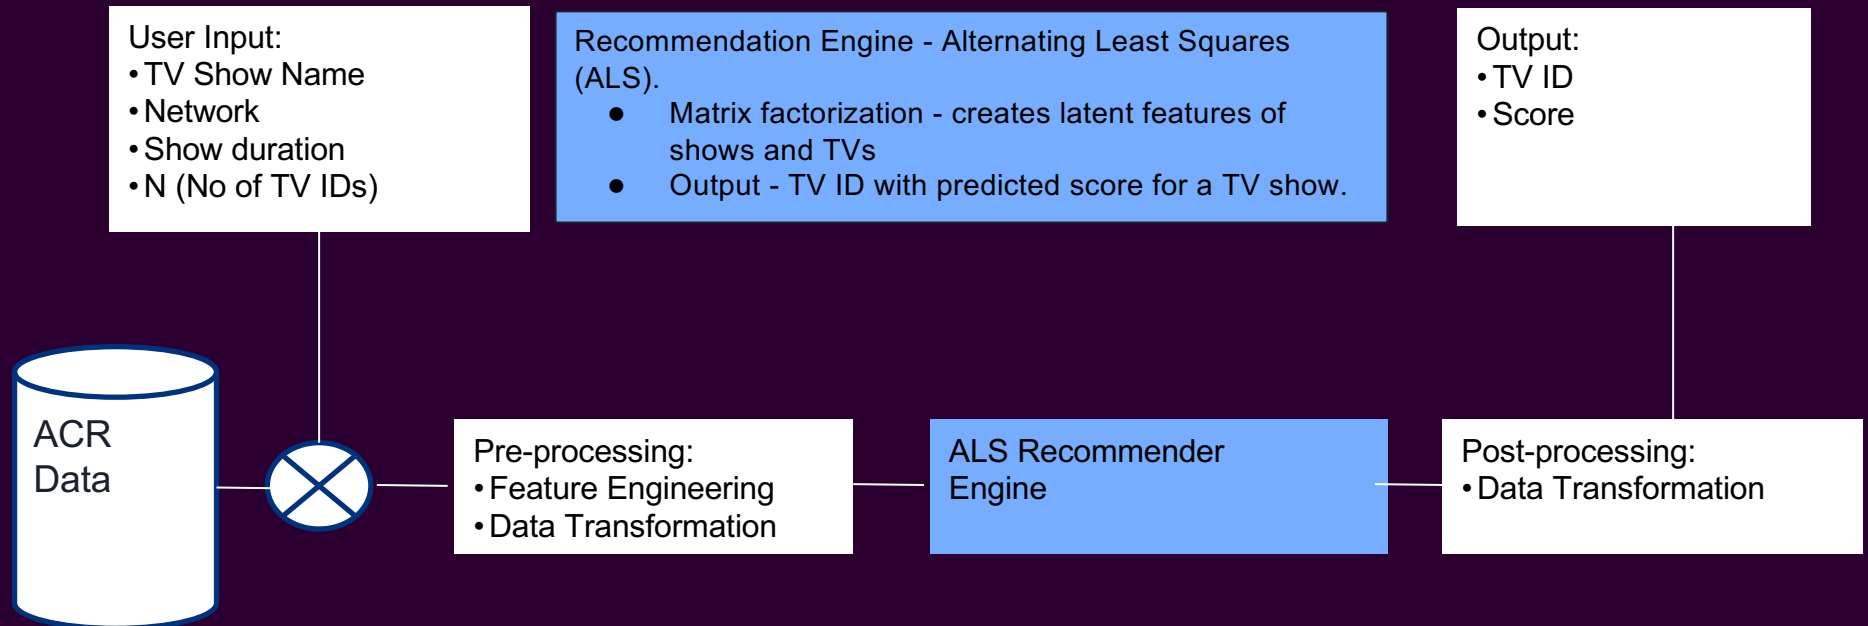 User Input:
•TV Show Name
•Network
•Show duration
•N (No of TV IDs)
Recommendation Engine - Alternating Least Squares
(ALS).
● Matrix factorization - creates latent features of
shows and TVs
● Output - TV ID with predicted score for a TV show.
Output:
•TV ID
•Score
ACR
Data
Pre-processing:
•Feature Engineering
•Data Transformation
ALS Recommender
Engine
Post-processing:
•Data Transformation